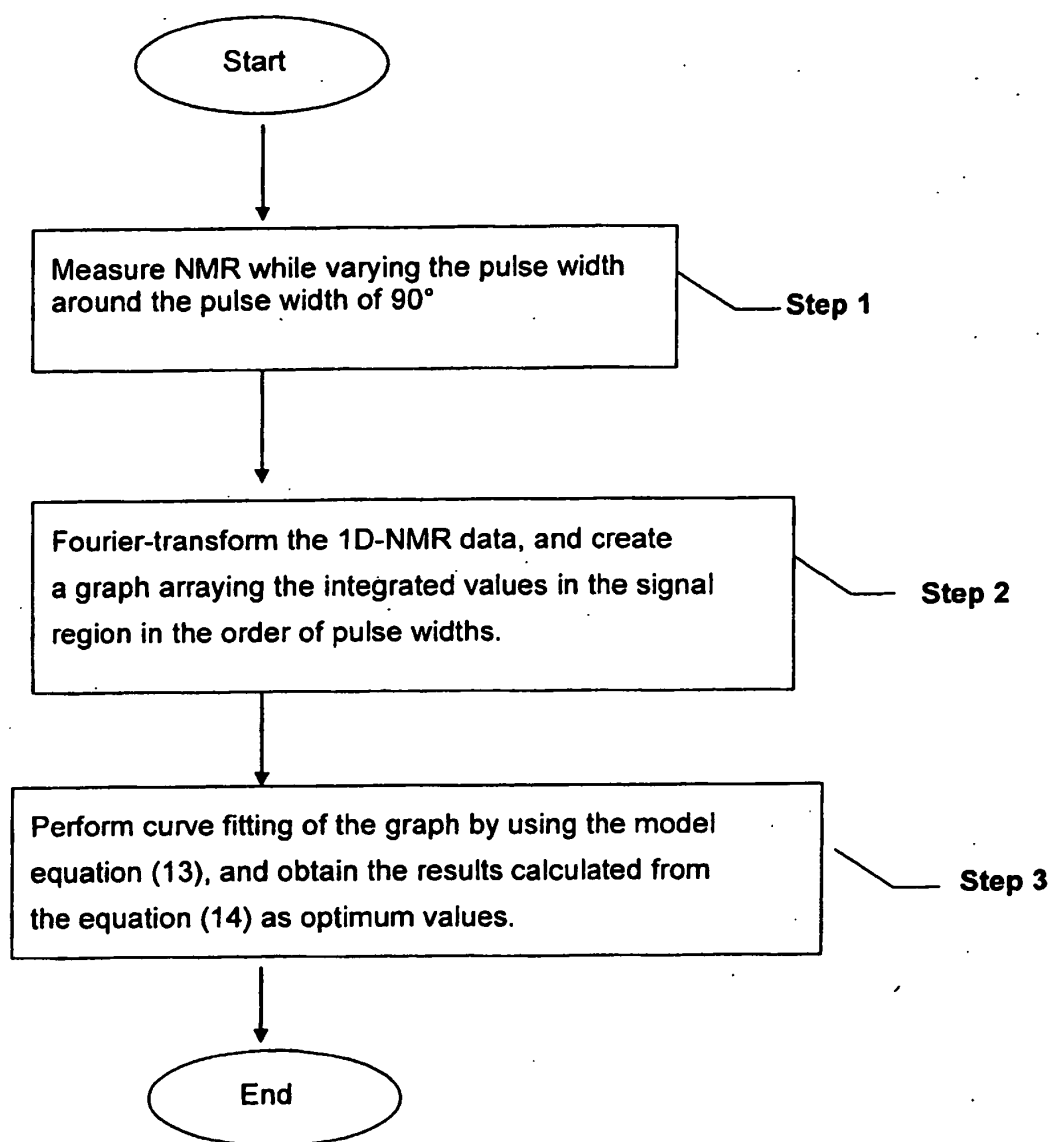 Start
Measure NMR while varying the pulse width
around the pulse width of 90°
Step 1
Fourier-transform the 1D-NMR data, and create
a graph arraying the integrated values in the signal
region in the order of pulse widths.
Step 2
Perform curve fitting of the graph by using the model
equation (13), and obtain the results calculated from
the equation (14) as optimum values.
Step 3
End